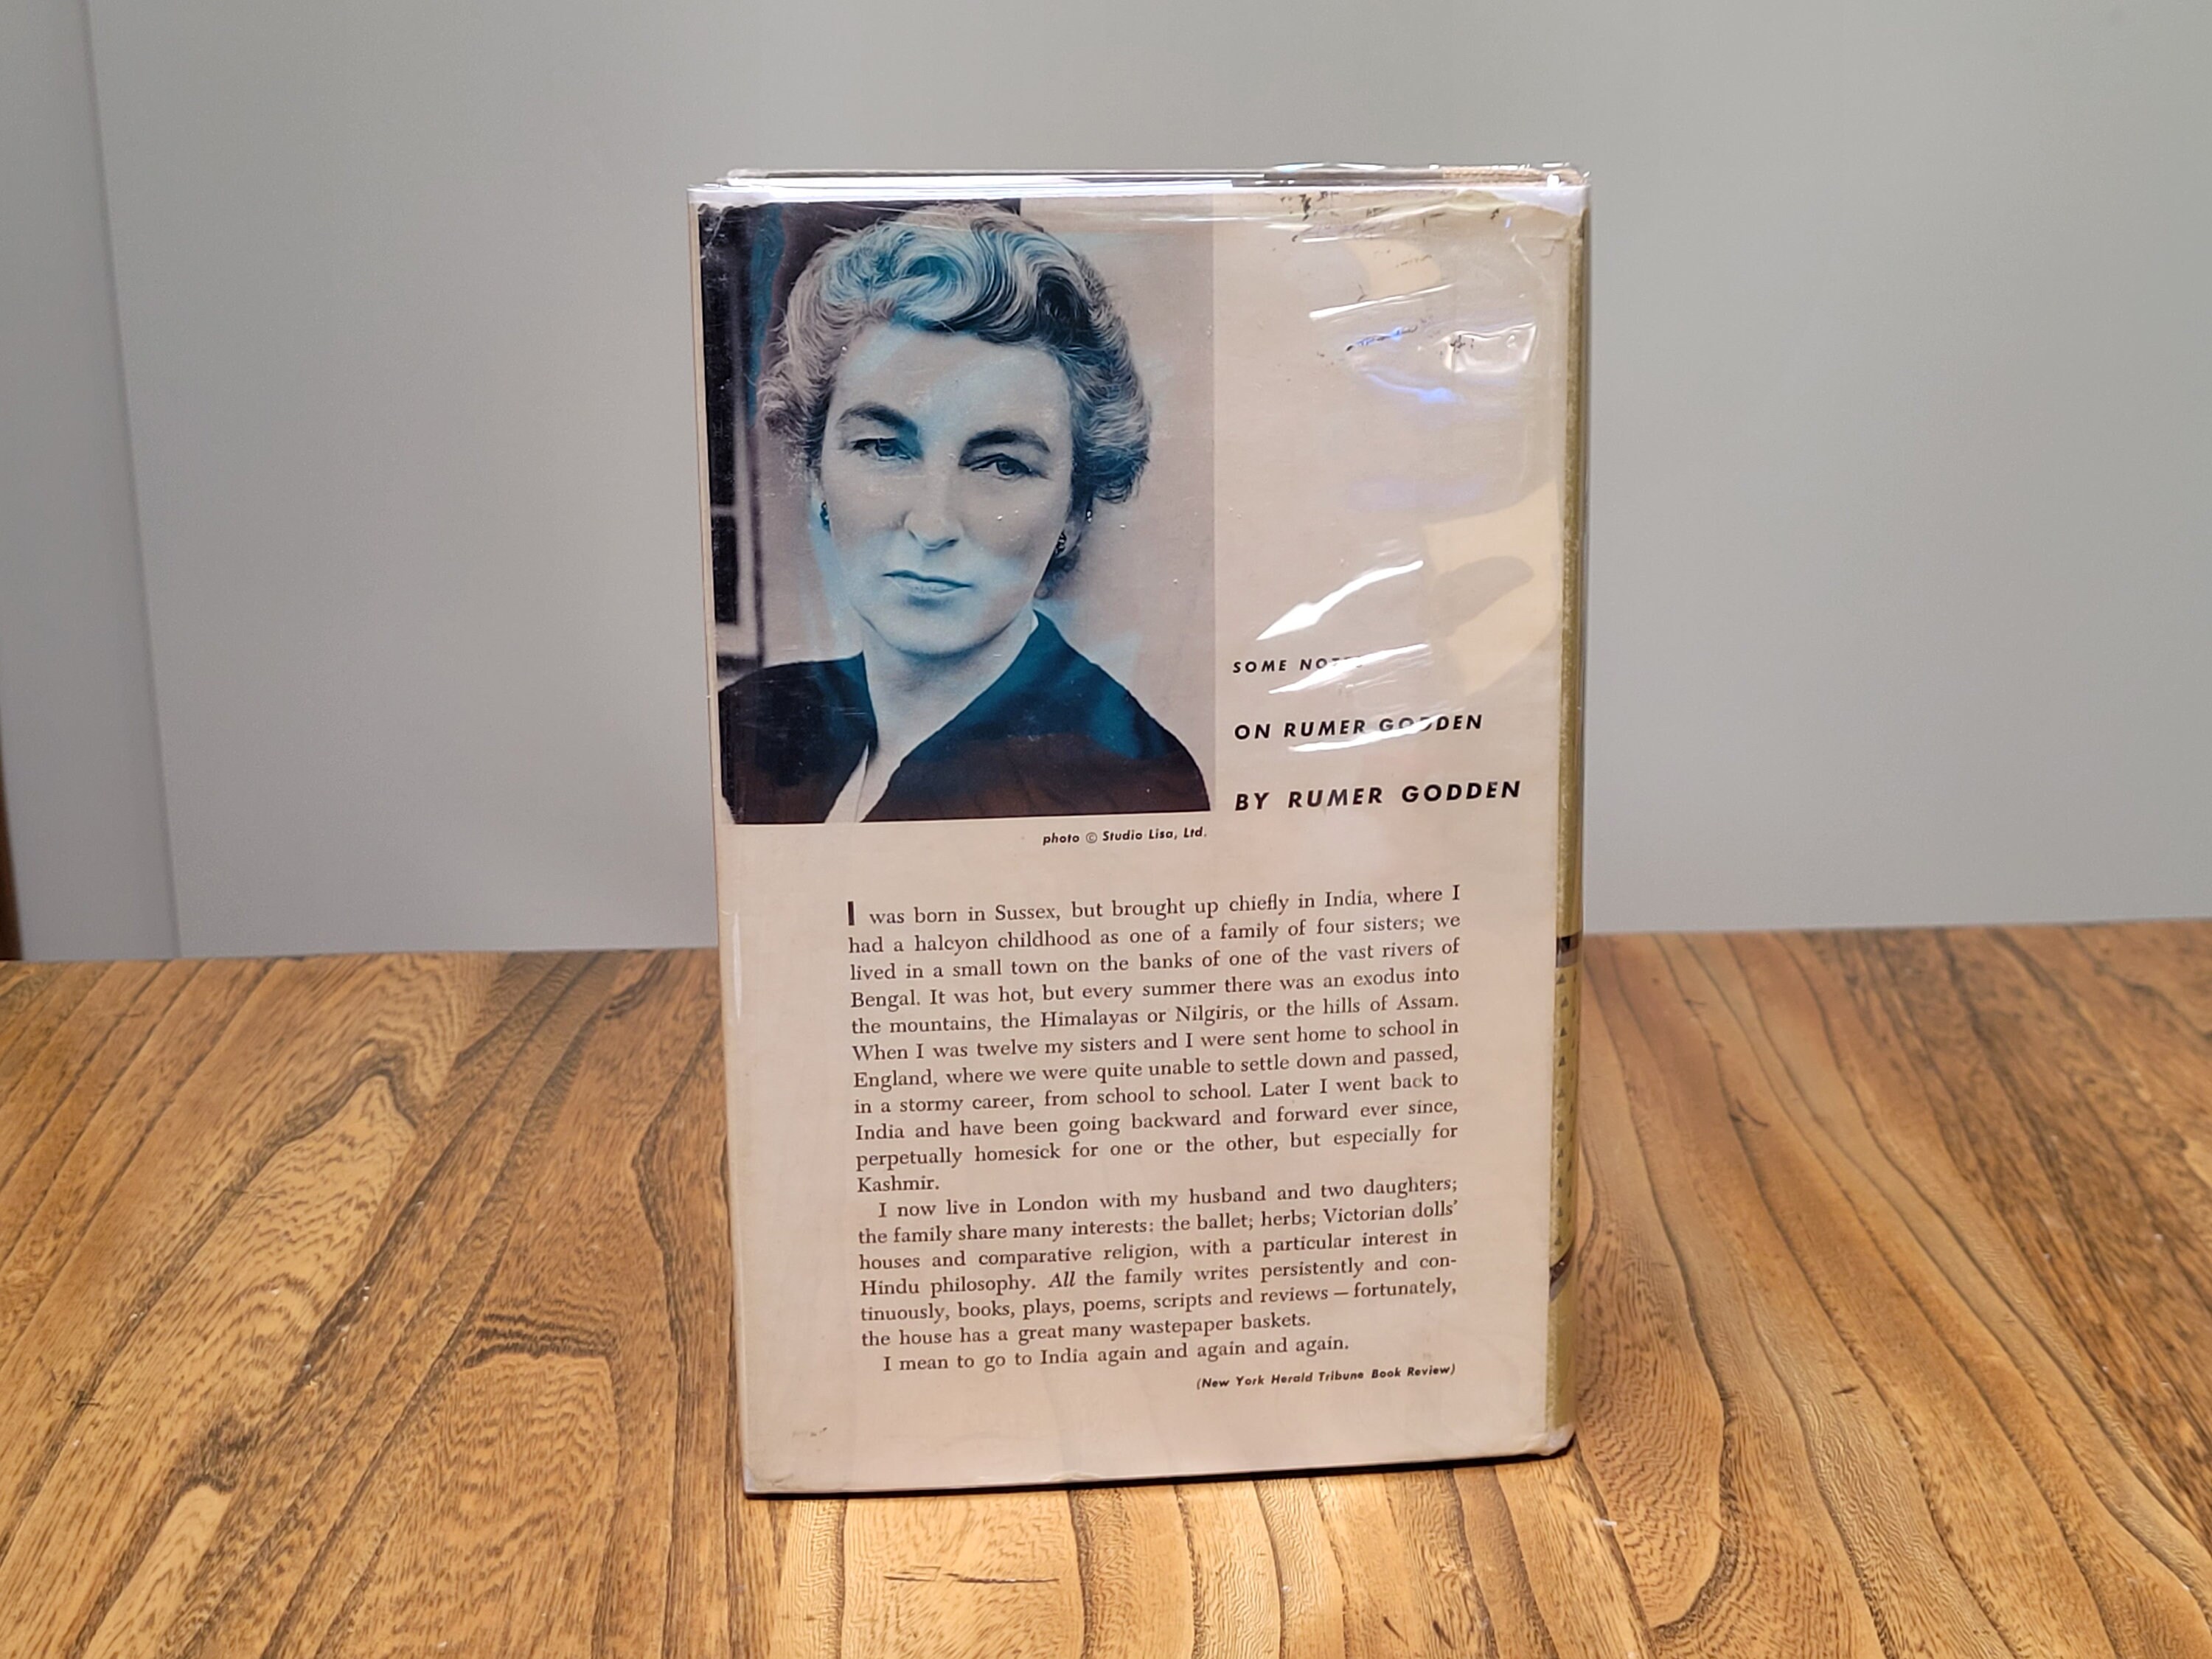 SOME NOTES
ON RUMER GODDEN
BY RUMER GODDEN
photo © Studio Lisa, Ltd.
I was born in Sussex, but brought up chiefly in India, where I
had a halcyon childhood as one of a family of four sisters; we
lived in a small town on the banks of one of the vast rivers of
Bengal. It was hot, but every summer there was an exodus into
the mountains, the Himalayas or Nilgiris, or the hills of Assam.
When I was twelve my sisters and I were sent home to school in
England, where we were quite unable to settle down and passed,
in a stormy career, from school to school. Later I went back to
India and have been going backward and forward ever since,
perpetually homesick for one or the other, but especially for
Kashmir.
I now live in London with my husband and two daughters;
the family share many interests: the ballet; herbs; Victorian dolls'
houses and comparative religion, with a particular interest in
Hindu philosophy. All the family writes persistently and con-
tinuously, books, plays, poems, scripts and reviews — fortunately,
the house has a great many wastepaper baskets.
I mean to go to India again and again and again.
(New York Herald Tribune Book Review)